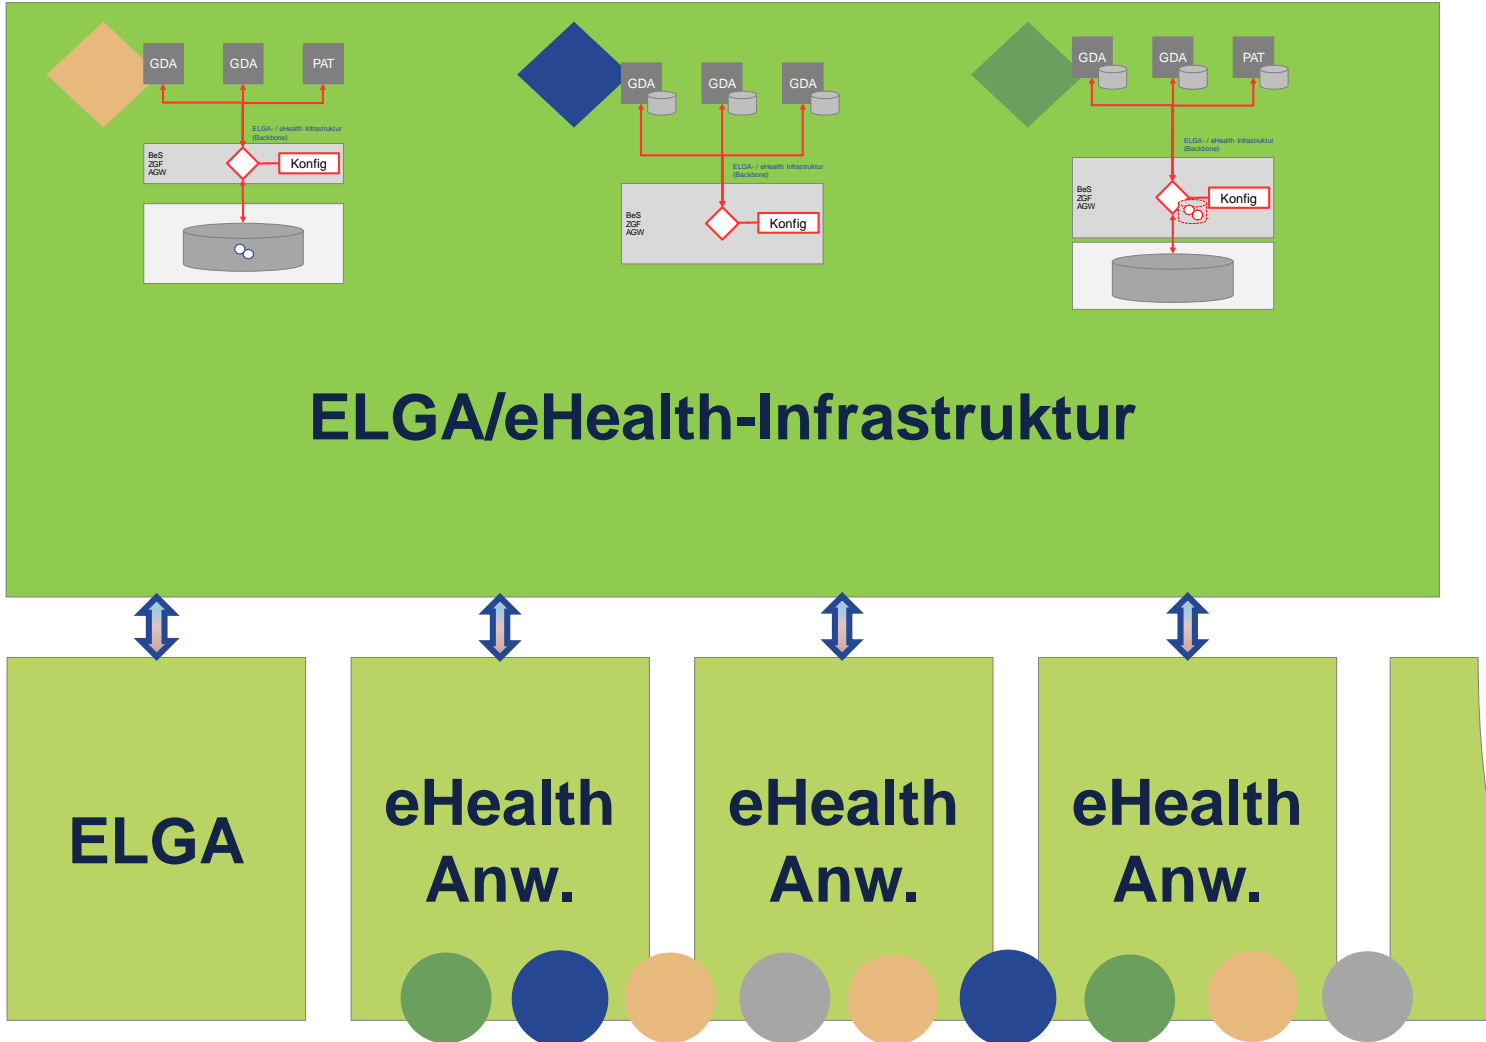 GDA
GDA
PAT
ELGA- / eHealth Infrastruktur
(Backbone)
BeS
ZGF
AGW
Konfig
GDA
GDA
GDA
ELGA- / eHealth Infrastruktur
(Backbone)
BeS
ZGF
AGW
Konfig
GDA
GDA
PAT
ELGA- / eHealth Infrastruktur
(Backbone)
BeS
ZGF
AGW
Konfig
ELGA/eHealth-Infrastruktur
ELGA
eHealth
Anw.
eHealth
Anw.
eHealth
Anw.